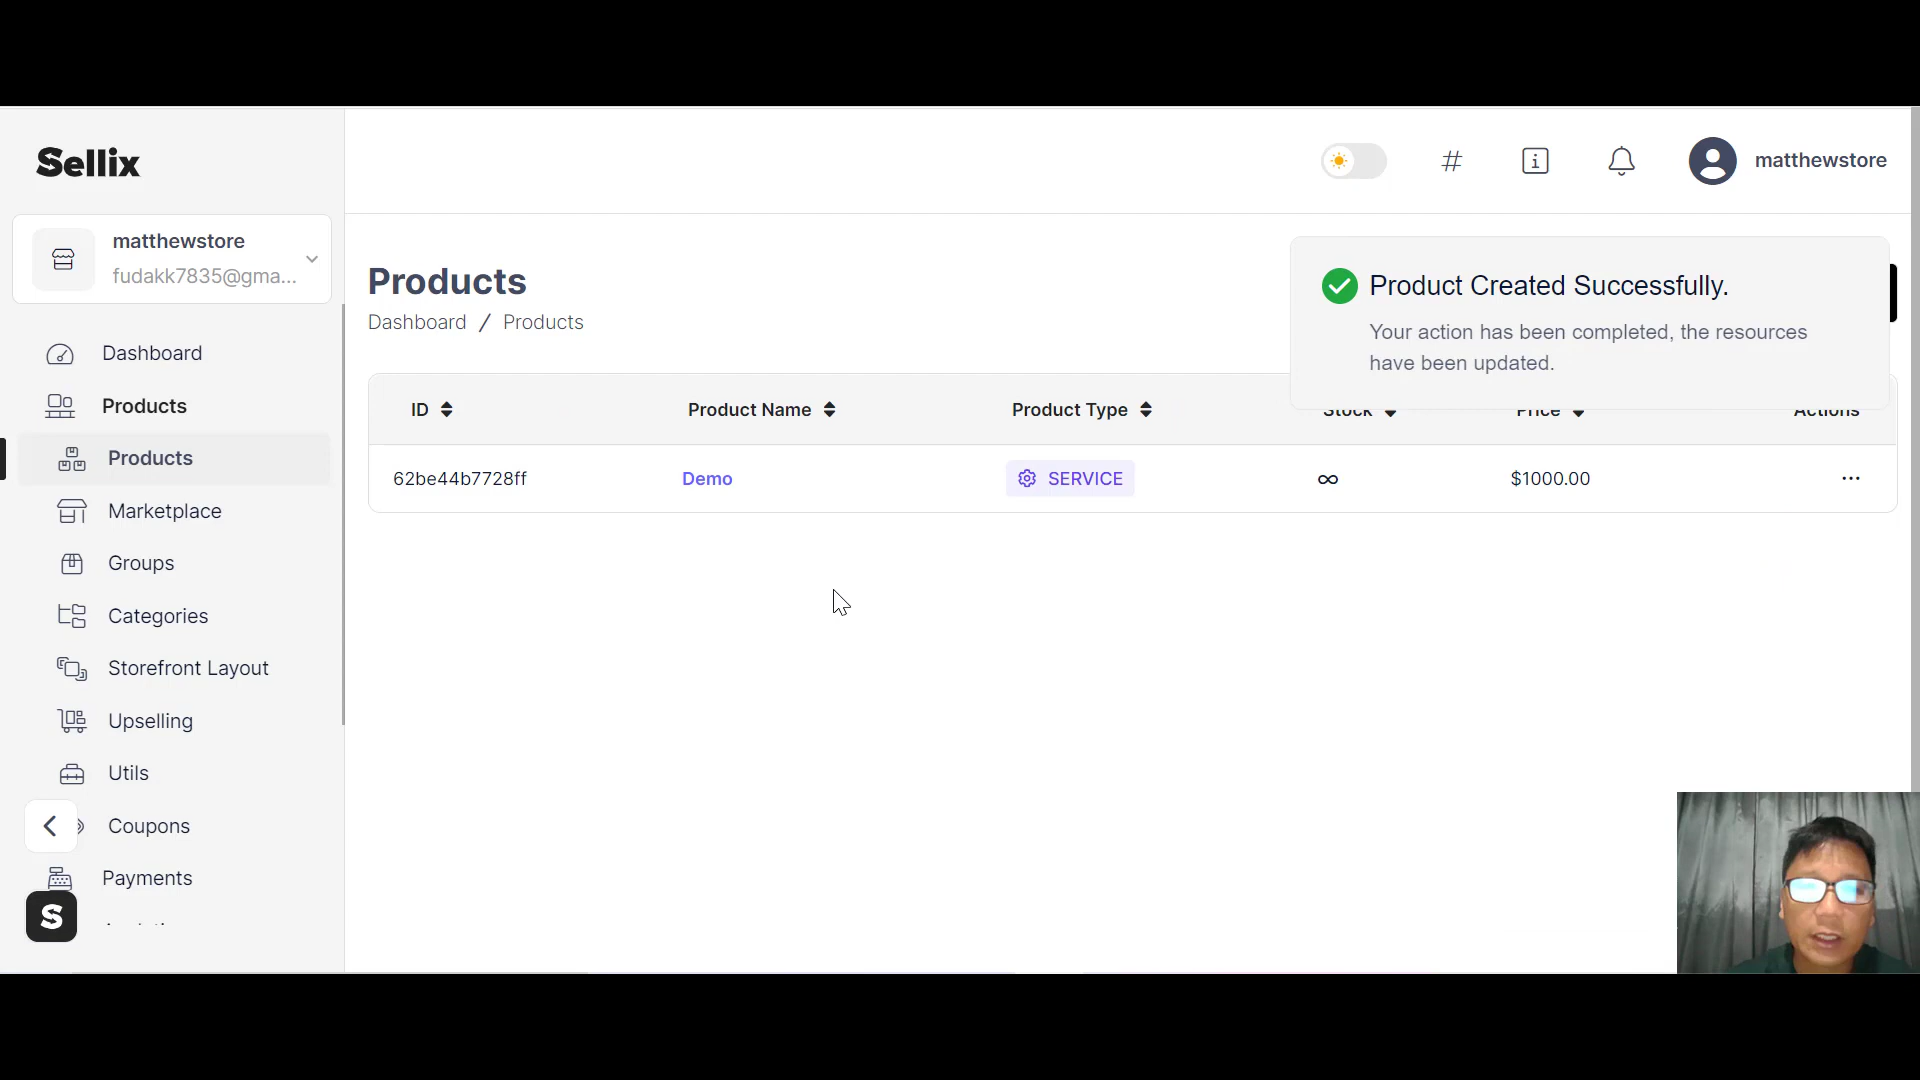 Sellix
matthewstore
fudakk7835@gma...
Dashboard
Products
Products
Marketplace
Groups
Categories
Storefront Layout
Upselling
Utils
Coupons
Payments
S
# matthewstore
Products
Dashboard / Products
Product Created Successfully.
Your action has been completed, the resources
have been updated.
ID Product Name Product Type Stock Price Actions
62be44b7728ff Demo SERVICE ∞ $1000.00 ...